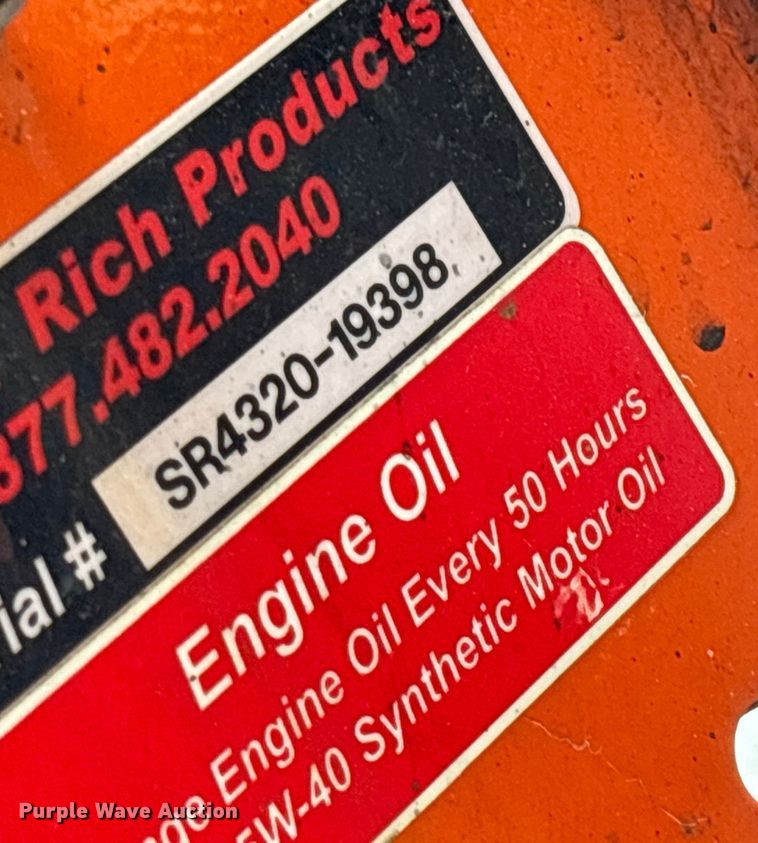 Rich Products
877.482.2040
ial # SR4320-19398
Engine Oil
nge Engine Oil Every 50 Hours
5W-40 Synthetic Motor Oil
Purple Wave Auction